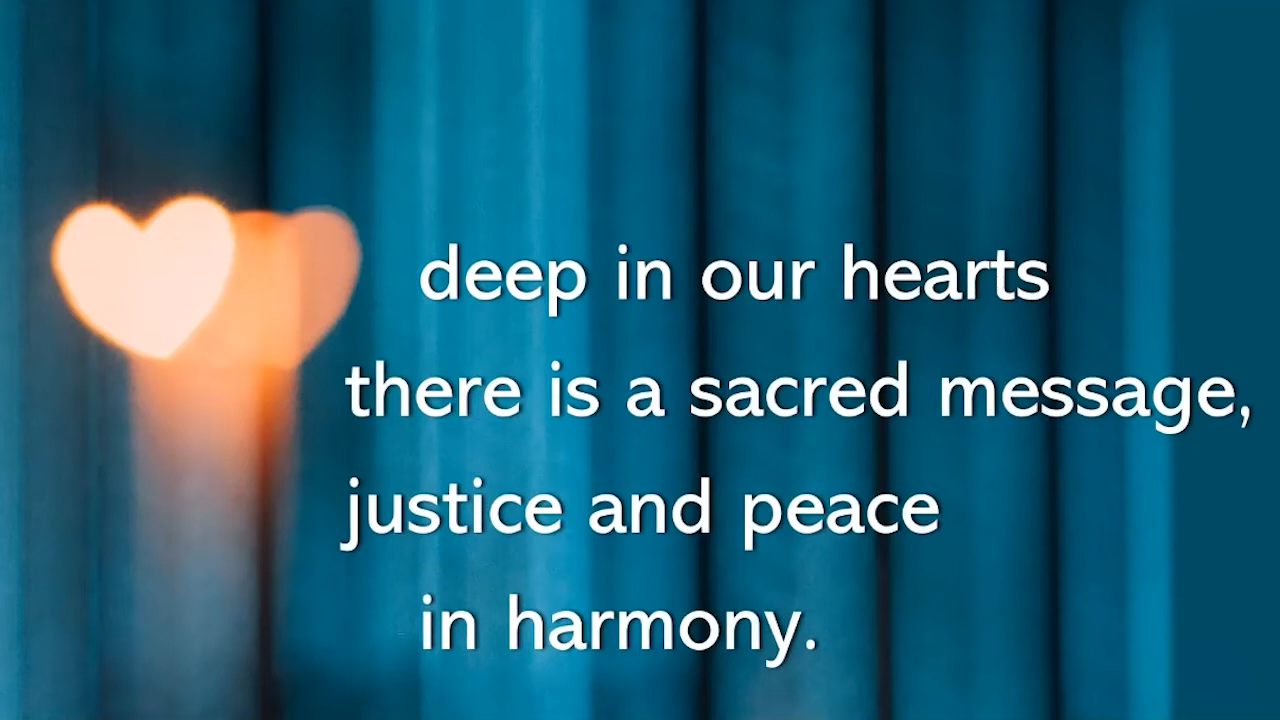 deep in our hearts
there is a sacred message,
justice and peace
in harmony.